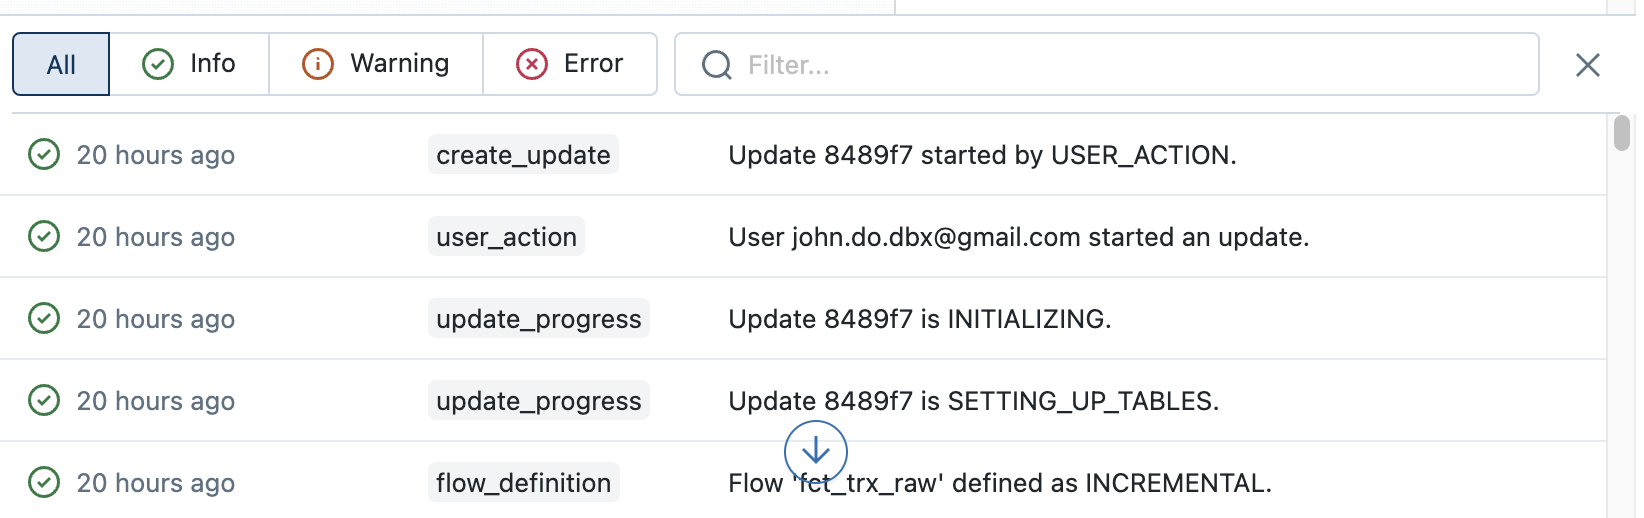 All Info Warning Error Filter...
20 hours ago create_update Update 8489f7 started by USER_ACTION.
20 hours ago user_action User john.do.dbx@gmail.com started an update.
20 hours ago update_progress Update 8489f7 is INITIALIZING.
20 hours ago update_progress Update 8489f7 is SETTING_UP_TABLES.
20 hours ago flow_definition Flow 'fct_trx_raw' defined as INCREMENTAL.